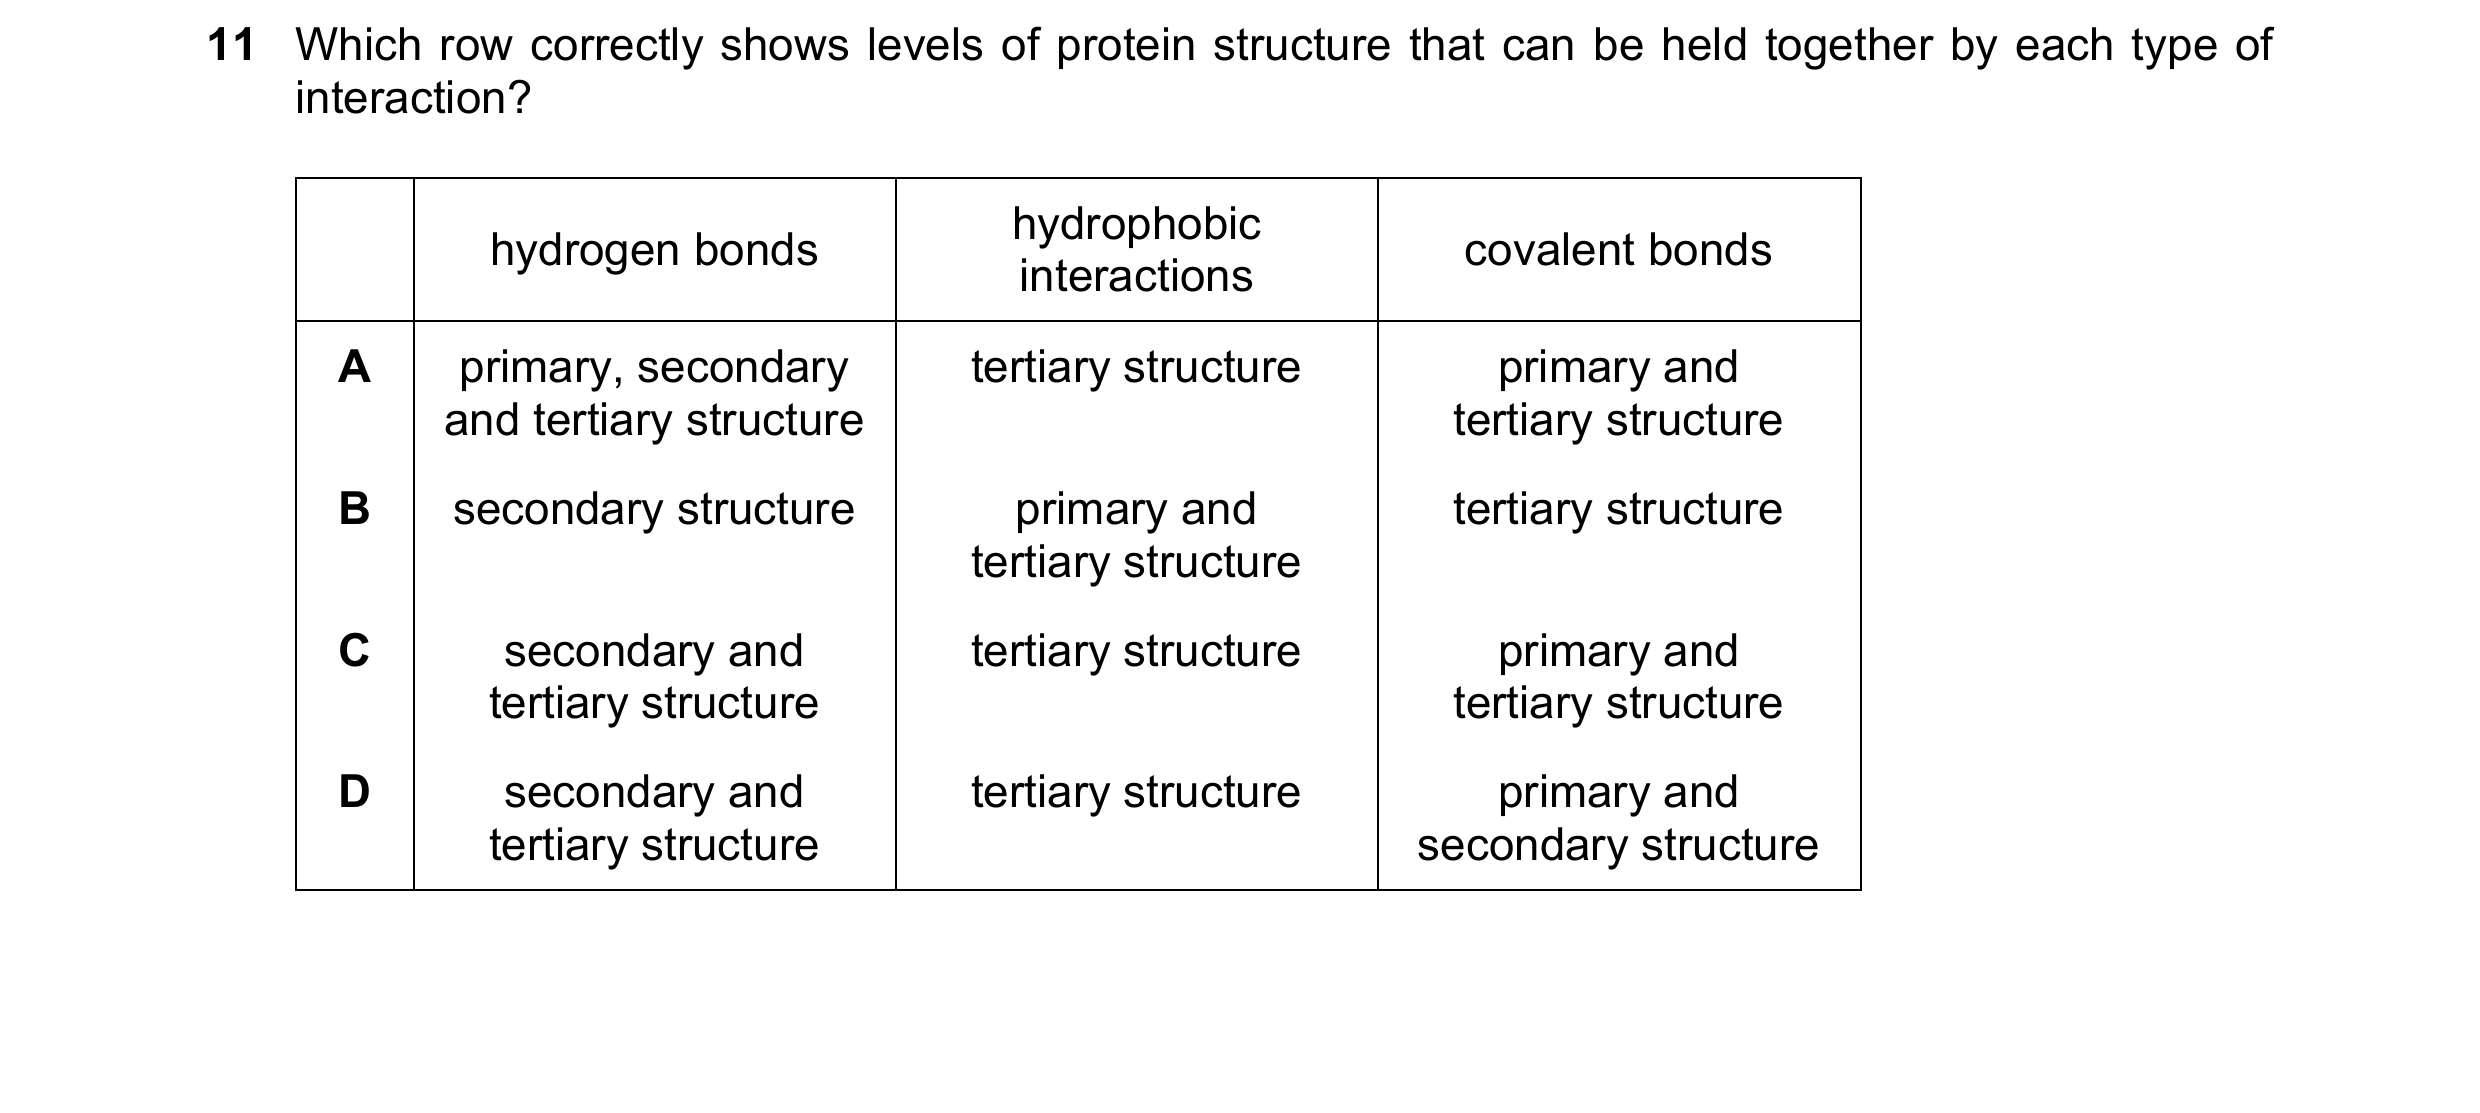 11 Which row correctly shows levels of protein structure that can be held together by each type of
interaction?
hydrogen bonds
hydrophobic
interactions
covalent bonds
A
primary, secondary
and tertiary structure
tertiary structure
primary and
tertiary structure
B
secondary structure
primary and
tertiary structure
tertiary structure
C
secondary and
tertiary structure
tertiary structure
primary and
tertiary structure
D
secondary and
tertiary structure
tertiary structure
primary and
secondary structure